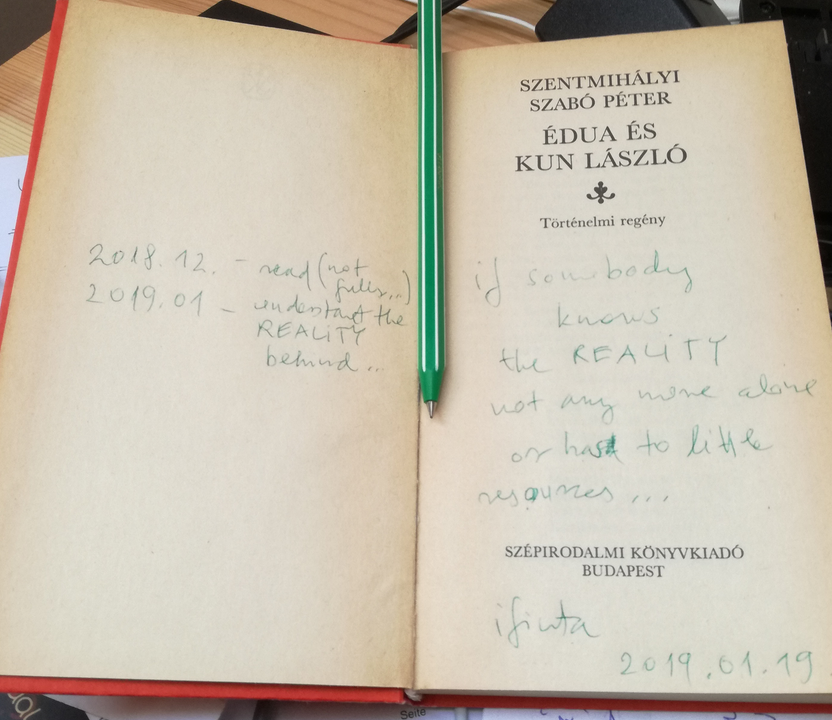 2018.12. - read (not
fully...)
2019.01 - understand the
REALiTY
behind...
SZENTMIHÁLYI
SZABÓ PÉTER
ÉDUA ÉS
KUN LÁSZLÓ
Történelmi regény
if somebody
knows
the REALiTY
not any more alone
or has to little
resources ...
SZÉPIRODALMI KÖNYVKIADÓ
BUDAPEST
2019.01.19
Seite